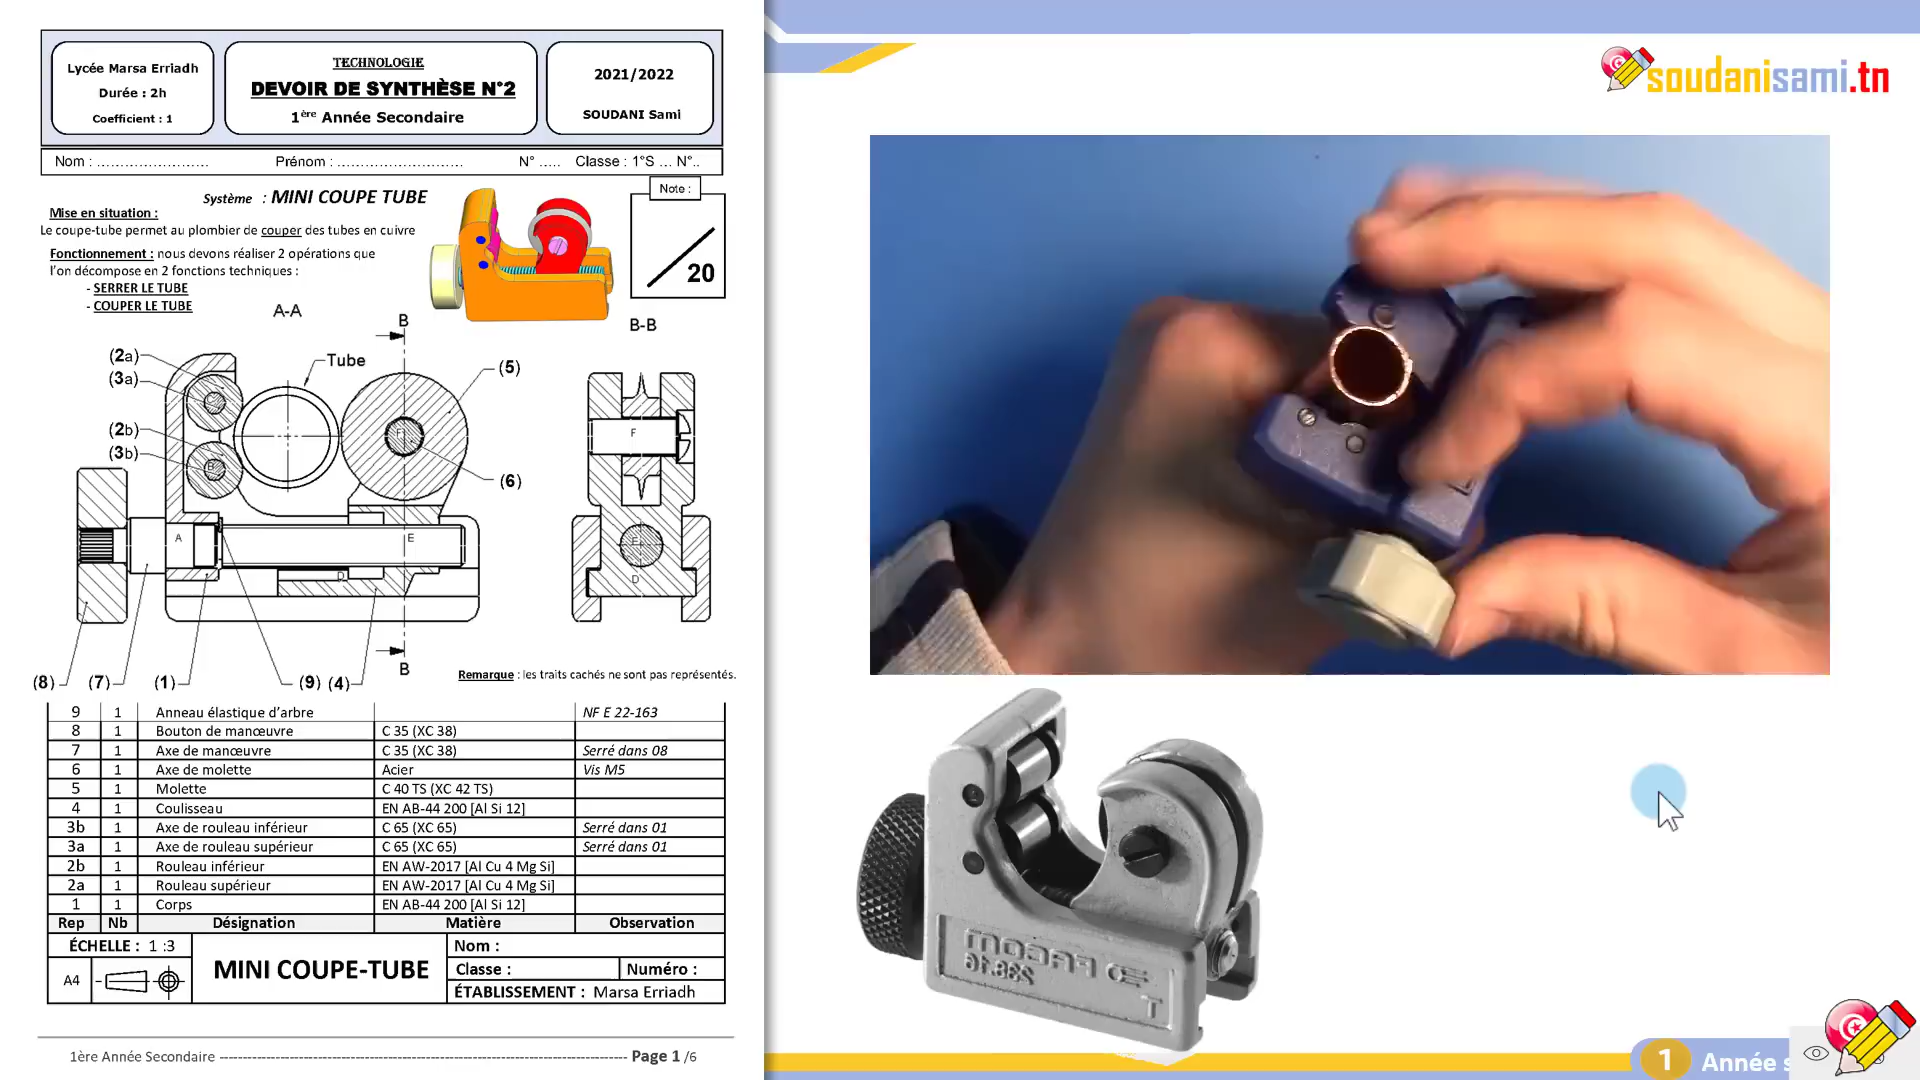 Lycée Marsa Erriadh
Durée : 2h
Coefficient : 1
TECHNOLOGIE
DEVOIR DE SYNTHÈSE N°2
1ère Année Secondaire
2021/2022
SOUDANI Sami
Nom : ........................ Prénom : ........................... N° ..... Classe : 1°S ... N°..
Système : MINI COUPE TUBE
Note :
20
Mise en situation :
Le coupe-tube permet au plombier de couper des tubes en cuivre
Fonctionnement : nous devons réaliser 2 opérations que
l'on décompose en 2 fonctions techniques :
- SERRER LE TUBE
- COUPER LE TUBE
A-A
B
B-B
(2a)
(3a)
Tube
(5)
(2b)
(3b)
(6)
C
F
B
F
A
E
D
E
D
B
(8) (7) (1) (9) (4)
Remarque : les traits cachés ne sont pas représentés.
9 1 Anneau élastique d'arbre NF E 22-163
8 1 Bouton de manœuvre C 35 (XC 38)
7 1 Axe de manœuvre C 35 (XC 38) Serré dans 08
6 1 Axe de molette Acier Vis M5
5 1 Molette C 40 TS (XC 42 TS)
4 1 Coulisseau EN AB-44 200 [Al Si 12]
3b 1 Axe de rouleau inférieur C 65 (XC 65) Serré dans 01
3a 1 Axe de rouleau supérieur C 65 (XC 65) Serré dans 01
2b 1 Rouleau inférieur EN AW-2017 [Al Cu 4 Mg Si]
2a 1 Rouleau supérieur EN AW-2017 [Al Cu 4 Mg Si]
1 1 Corps EN AB-44 200 [Al Si 12]
Rep Nb Désignation Matière Observation
ÉCHELLE : 1 :3
A4
MINI COUPE-TUBE
Nom :
Classe : Numéro :
ÉTABLISSEMENT : Marsa Erriadh
1ère Année Secondaire Page 1 /6
soudanisami.tn
FACOM
238.16
T
1 Année s